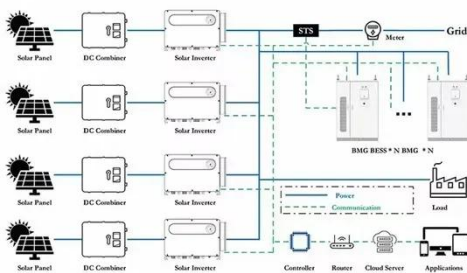 STS
Meter
Grid
Solar Panel DC Combiner Solar Inverter
Solar Panel DC Combiner Solar Inverter
BMG BESS * N BMG * N
Solar Panel DC Combiner Solar Inverter
Power
Communication
Load
Solar Panel DC Combiner Solar Inverter
Controller Router Cloud Server Applications